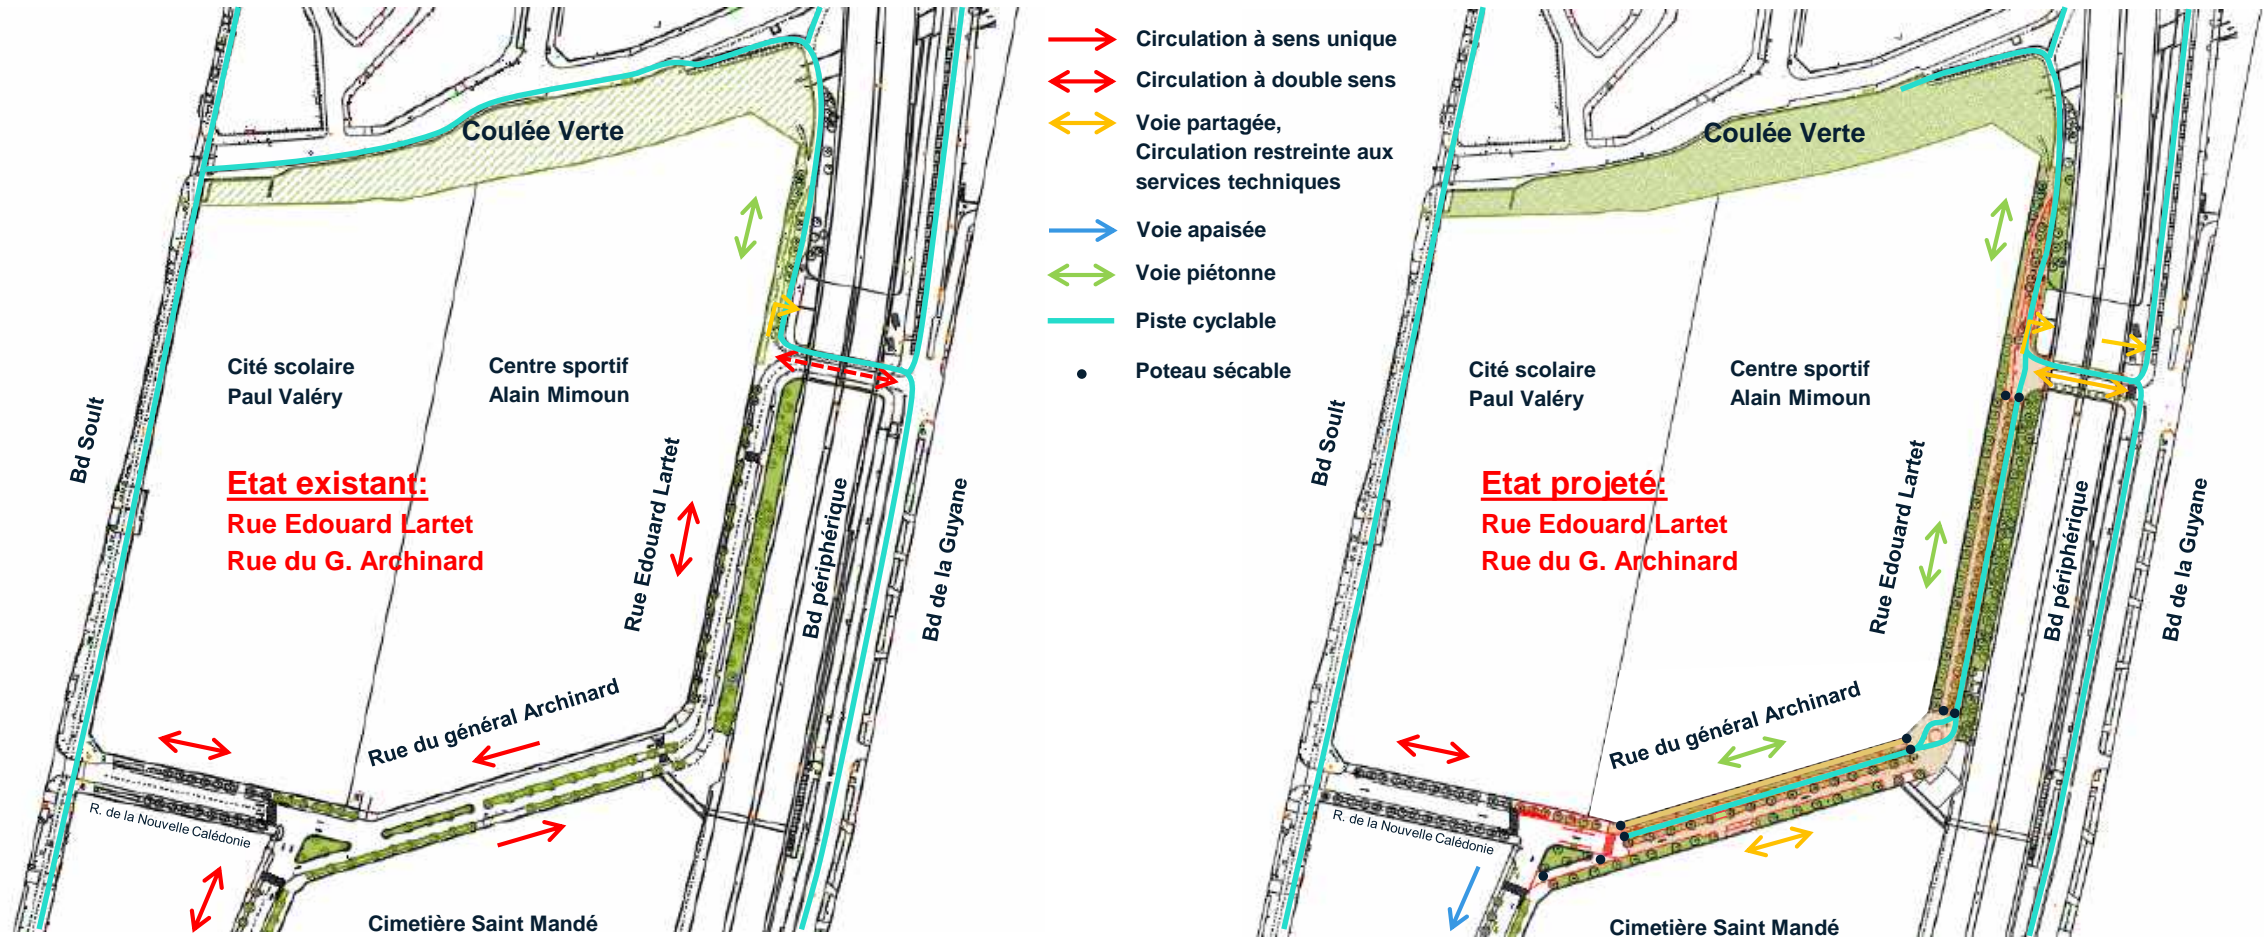 Coulée Verte
Cité scolaire
Paul Valéry
Centre sportif
Alain Mimoun
Bd Soult
Etat existant:
Rue Edouard Lartet
Rue du G. Archinard
Rue Edouard Lartet
Bd périphérique
Bd de la Guyane
Rue du général Archinard
R. de la Nouvelle Calédonie
Cimetière Saint Mandé
Circulation à sens unique
Circulation à double sens
Voie partagée,
Circulation restreinte aux
services techniques
Voie apaisée
Voie piétonne
Piste cyclable
Poteau sécable
Coulée Verte
Cité scolaire
Paul Valéry
Centre sportif
Alain Mimoun
Bd Soult
Etat projeté:
Rue Edouard Lartet
Rue du G. Archinard
Rue Edouard Lartet
Bd périphérique
Bd de la Guyane
Rue du général Archinard
R. de la Nouvelle Calédonie
Cimetière Saint Mandé